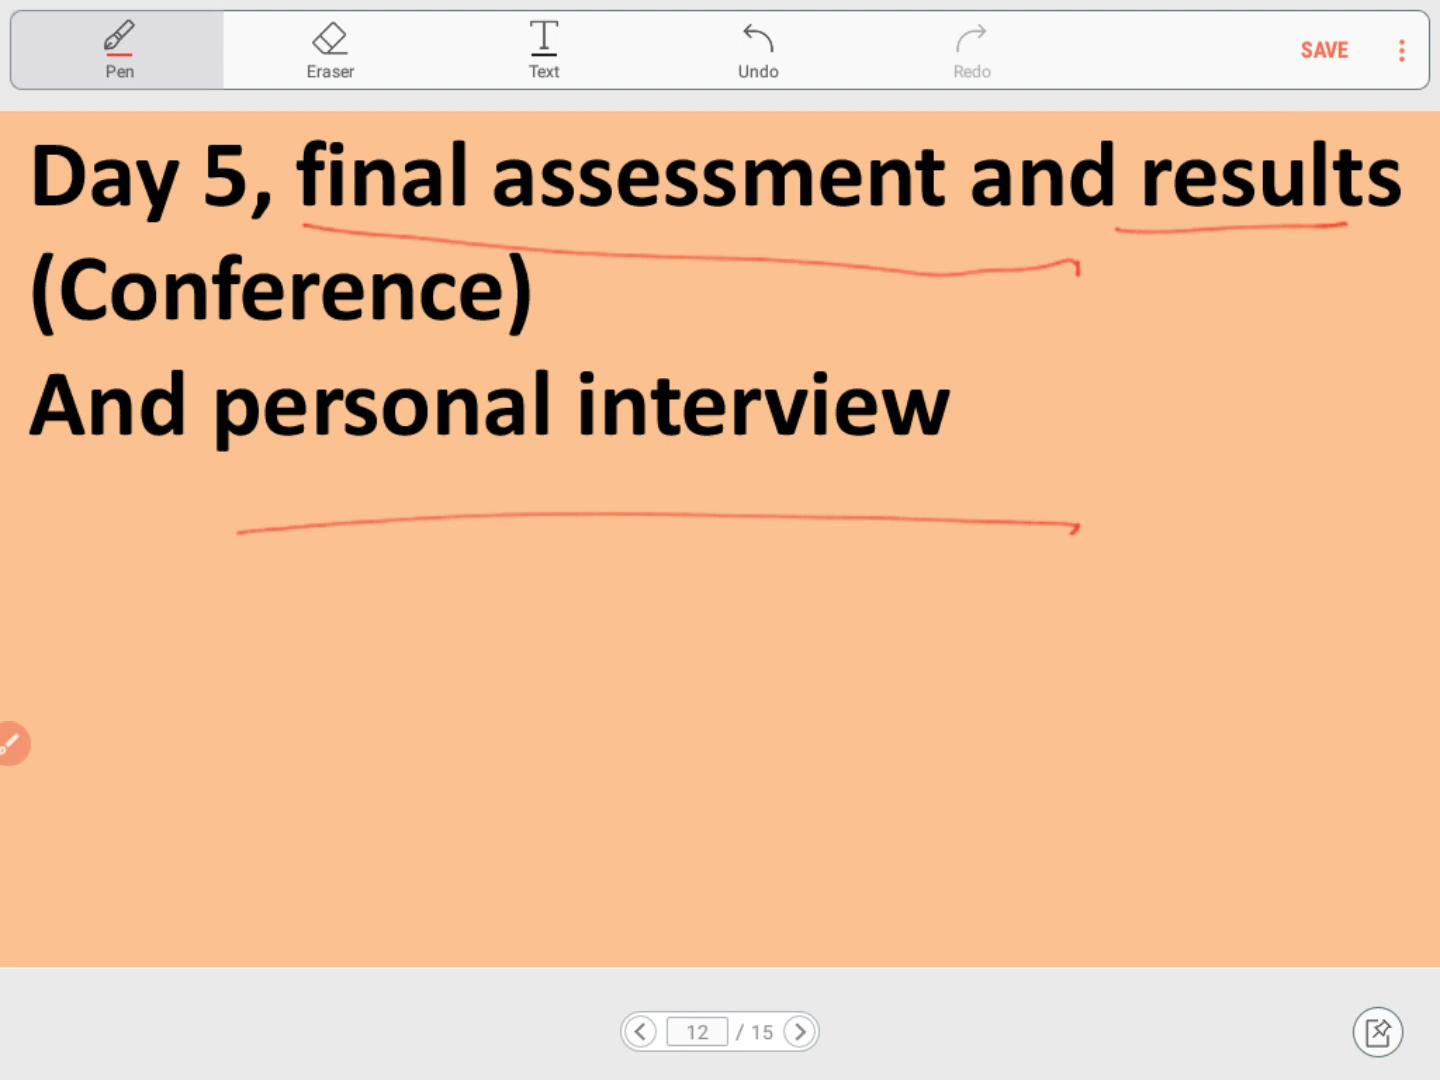 Pen
Eraser
Text
Undo
Redo
SAVE
Day 5, final assessment and results
(Conference)
And personal interview
12 / 15